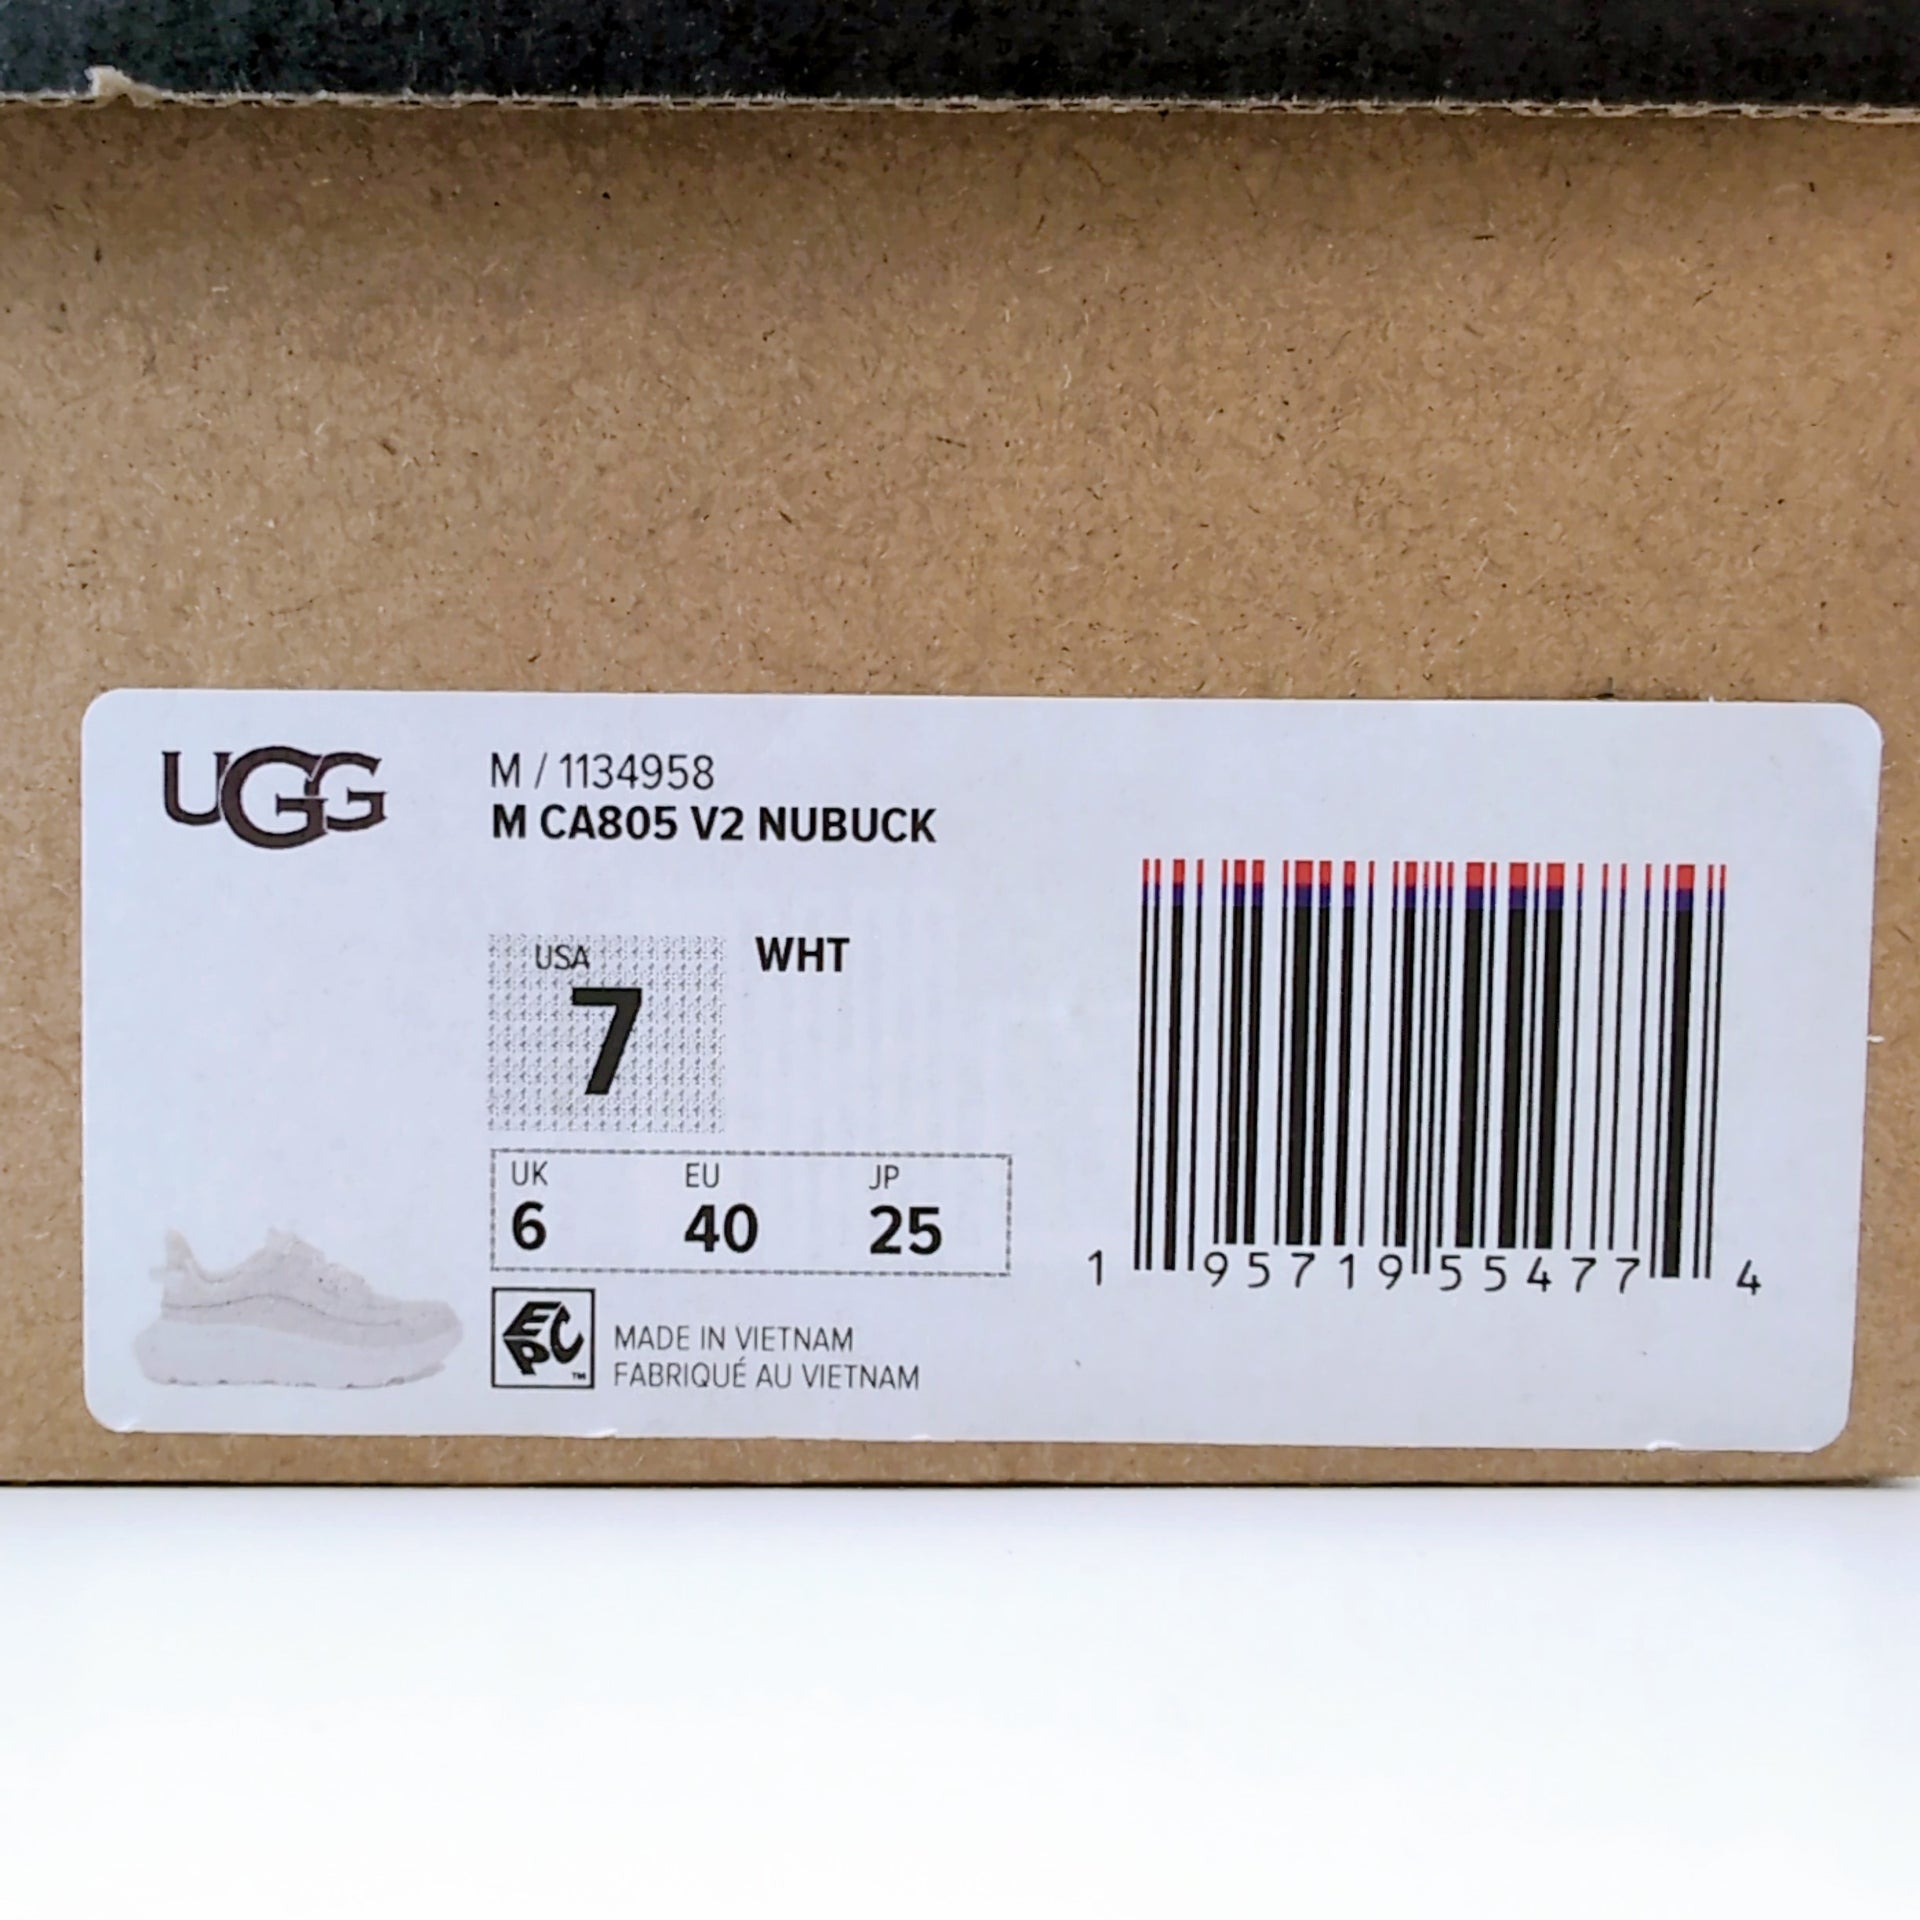 UGG
M / 1134958
M CA805 V2 NUBUCK
USA
7
WHT
UK EU JP
6 40 25
EPC ™
MADE IN VIETNAM
FABRIQUÉ AU VIETNAM
1 95719 55477 4